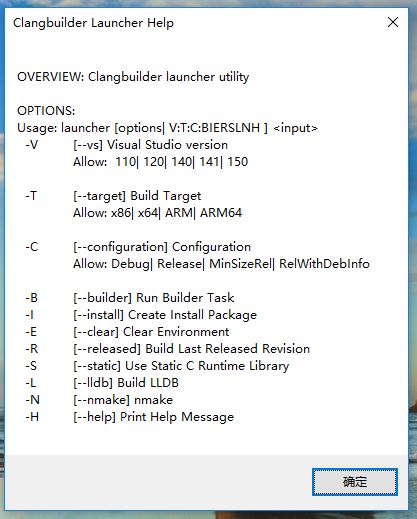 Clangbuilder Launcher Help
OVERVIEW: Clangbuilder launcher utility
OPTIONS:
Usage: launcher [options| V:T:C:BIERSLNH ] <input>
-V [--vs] Visual Studio version
Allow: 110| 120| 140| 141| 150
-T [--target] Build Target
Allow: x86| x64| ARM| ARM64
-C [--configuration] Configuration
Allow: Debug| Release| MinSizeRel| RelWithDebInfo
-B [--builder] Run Builder Task
-I [--install] Create Install Package
-E [--clear] Clear Environment
-R [--released] Build Last Released Revision
-S [--static] Use Static C Runtime Library
-L [--lldb] Build LLDB
-N [--nmake] nmake
-H [--help] Print Help Message
确定